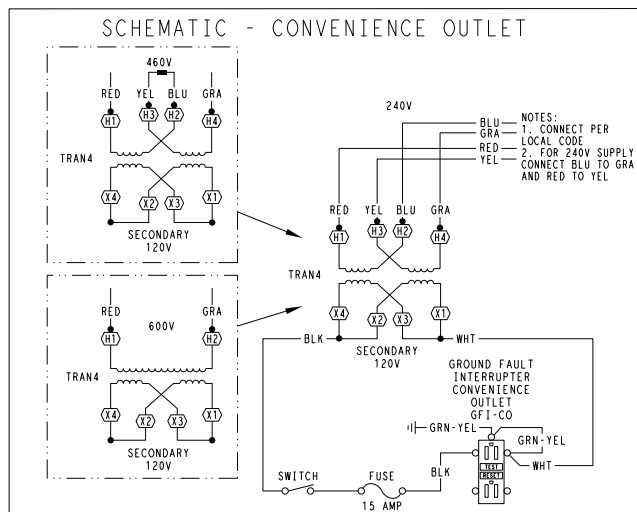 SCHEMATIC - CONVENIENCE OUTLET
460V
RED YEL BLU GRA
H1 H3 H2 H4
TRAN4
X4 X2 X3 X1
SECONDARY
120V
RED GRA
600V
H1 H2
TRAN4
X4 X2 X3 X1
SECONDARY
120V
240V
BLU
GRA
RED
YEL
NOTES:
1. CONNECT PER
LOCAL CODE
2. FOR 240V SUPPLY
CONNECT BLU TO GRA
AND RED TO YEL
RED YEL BLU GRA
H1 H3 H2 H4
TRAN4
X4 X2 X3 X1
BLK WHT
SECONDARY
120V
GROUND FAULT
INTERRUPTER
CONVENIENCE
OUTLET
GFI-CO
GRN-YEL
GRN-YEL
WHT
BLK
TEST
RESET
SWITCH FUSE
15 AMP